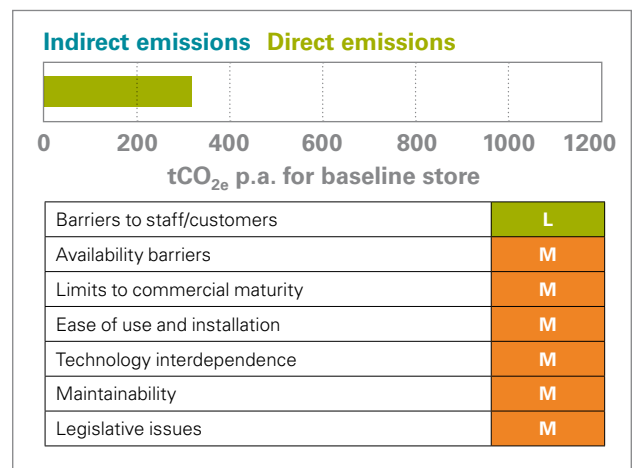 Indirect emissions Direct emissions
0 200 400 600 800 1000 1200
tCO2e p.a. for baseline store
Barriers to staff/customers L
Availability barriers M
Limits to commercial maturity M
Ease of use and installation M
Technology interdependence M
Maintainability M
Legislative issues M